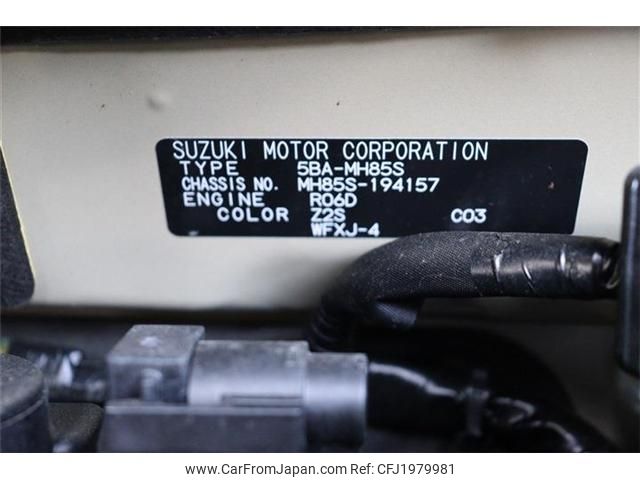 SUZUKI MOTOR CORPORATION
TYPE 5BA-MH85S
CHASSIS NO. MH85S-194157
ENGINE R06D
COLOR Z2S C03
WFXJ-4
© www.CarFromJapan.com - CarFromJapan - CFJ1979981